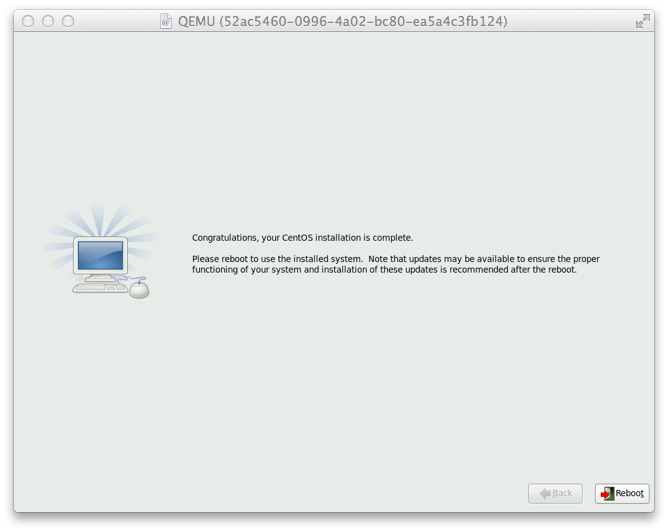 QEMU (52ac5460-0996-4a02-bc80-ea5a4c3fb124)
Congratulations, your CentOS installation is complete.
Please reboot to use the installed system.  Note that updates may be available to ensure the proper
functioning of your system and installation of these updates is recommended after the reboot.
Back
Reboot